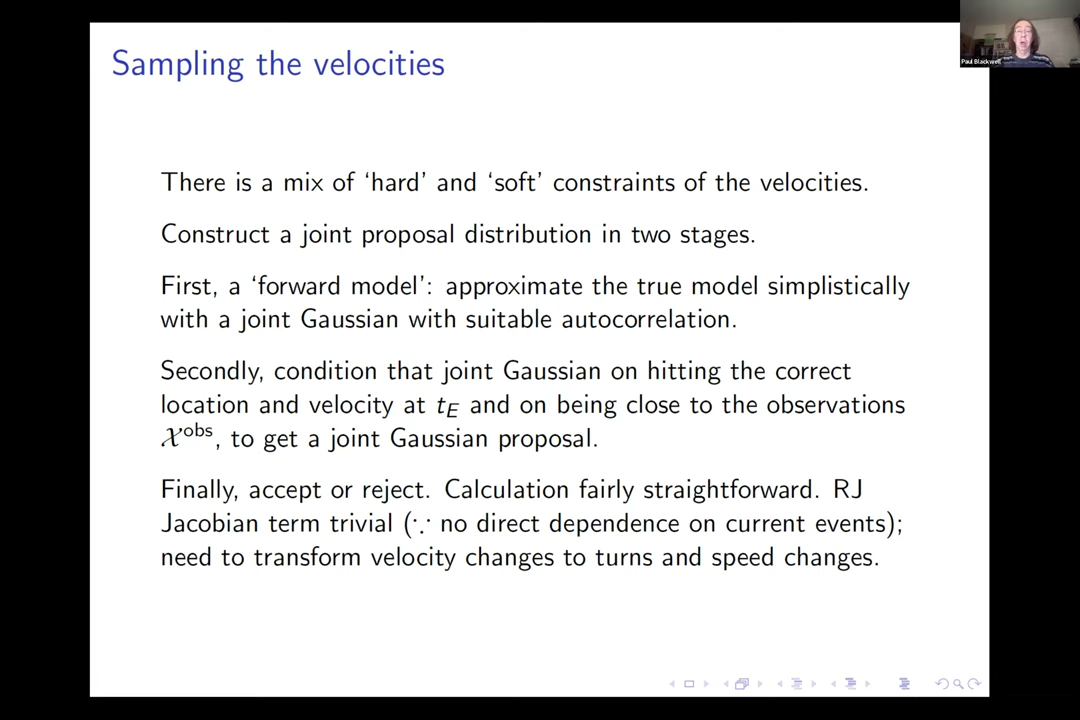 Sampling the velocities
Paul Blackwell
There is a mix of ‘hard’ and ‘soft’ constraints of the velocities.
Construct a joint proposal distribution in two stages.
First, a ‘forward model’: approximate the true model simplistically
with a joint Gaussian with suitable autocorrelation.
Secondly, condition that joint Gaussian on hitting the correct
location and velocity at t_E and on being close to the observations
𝒳^obs, to get a joint Gaussian proposal.
Finally, accept or reject. Calculation fairly straightforward. RJ
Jacobian term trivial (∵ no direct dependence on current events);
need to transform velocity changes to turns and speed changes.